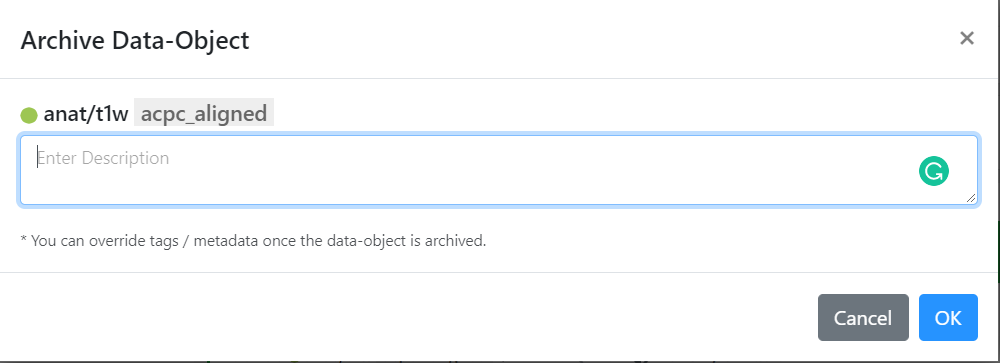 Archive Data-Object ×
anat/t1w acpc_aligned
Enter Description
* You can override tags / metadata once the data-object is archived.
Cancel OK